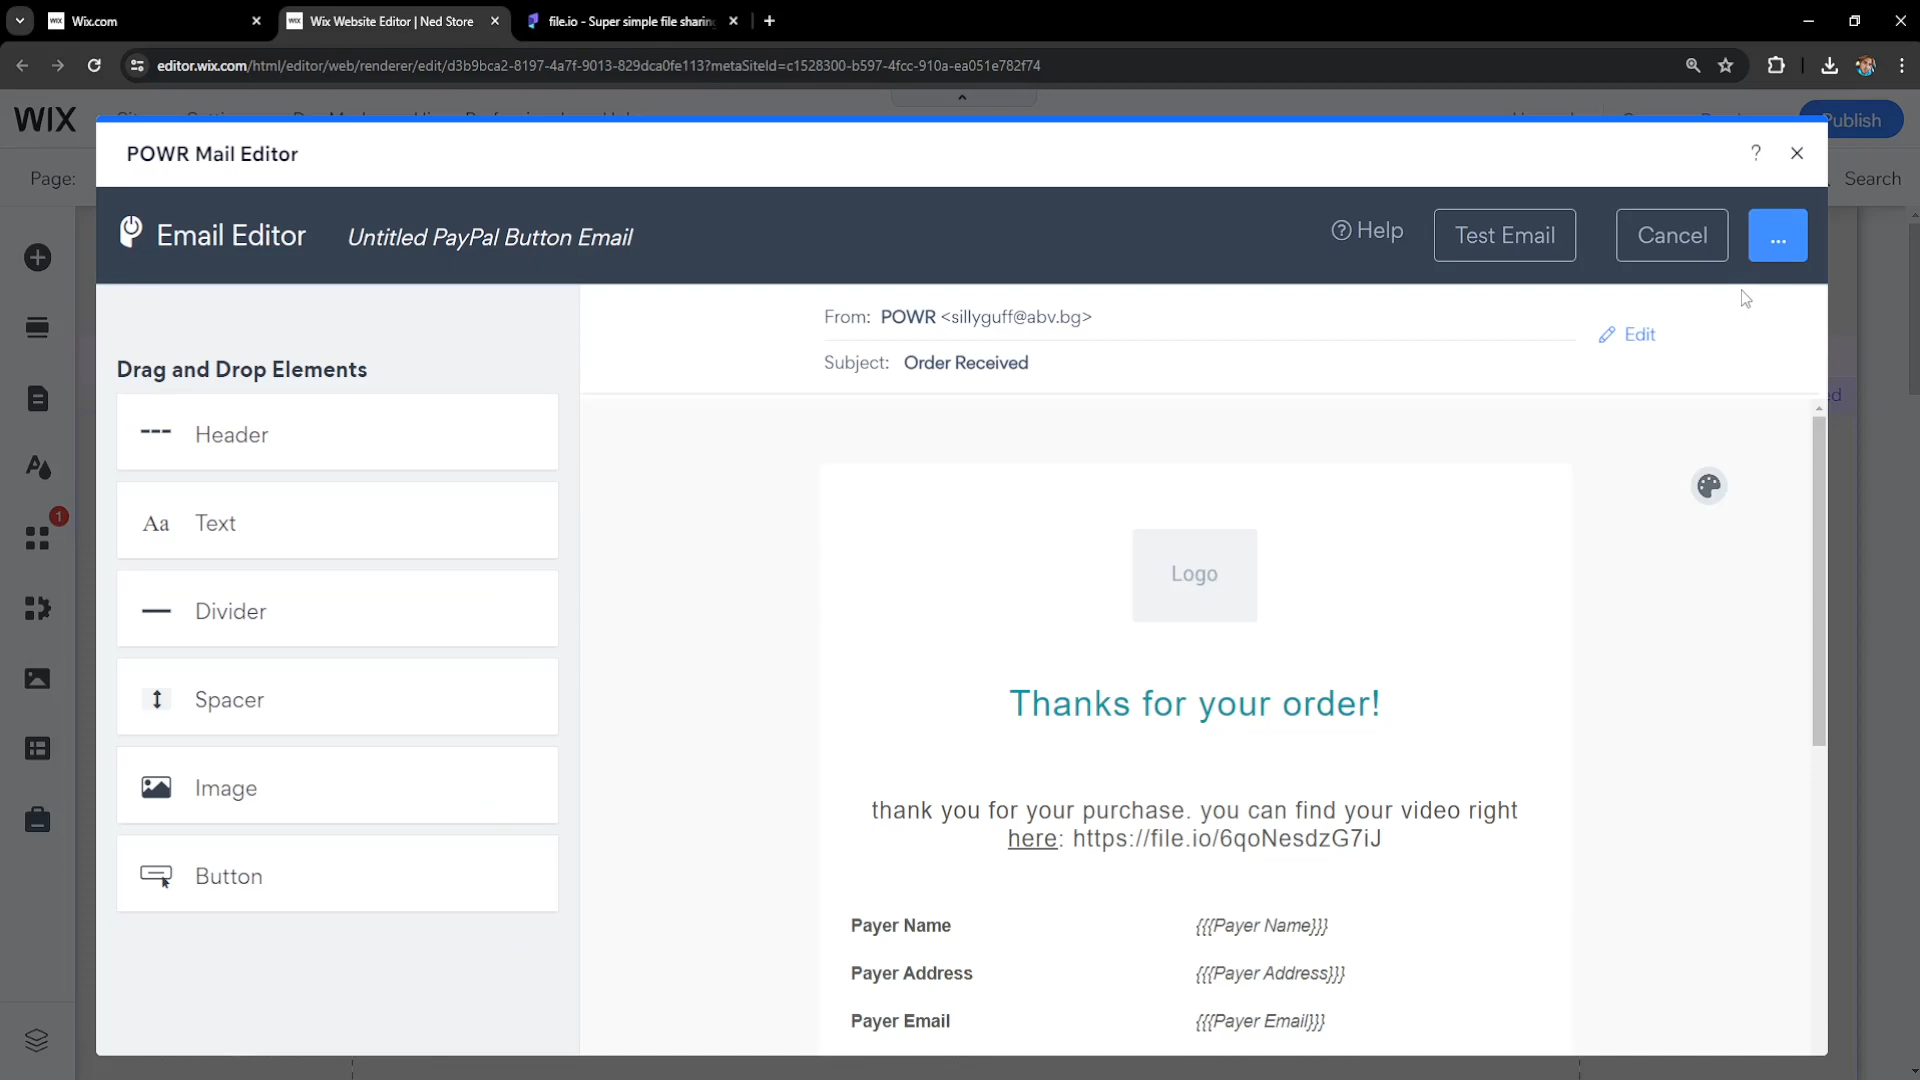 Wix.com
Wix Website Editor | Ned Store
file.io - Super simple file sharin
editor.wix.com/html/editor/web/renderer/edit/d3b9bca2-8197-4a7f-9013-829dca0fe113?metaSiteId=c1528300-b597-4fcc-910a-ea051e782f74
WIX
Publish
Page:
Search
POWR Mail Editor
?
Email Editor
Untitled PayPal Button Email
Help
Test Email
Cancel
...
From: POWR <sillyguff@abv.bg>
Edit
Subject: Order Received
Drag and Drop Elements
Header
Aa Text
Divider
Spacer
Image
Button
1
Logo
Thanks for your order!
thank you for your purchase. you can find your video right
here: https://file.io/6qoNesdzG7iJ
Payer Name {{{Payer Name}}}
Payer Address {{{Payer Address}}}
Payer Email {{{Payer Email}}}